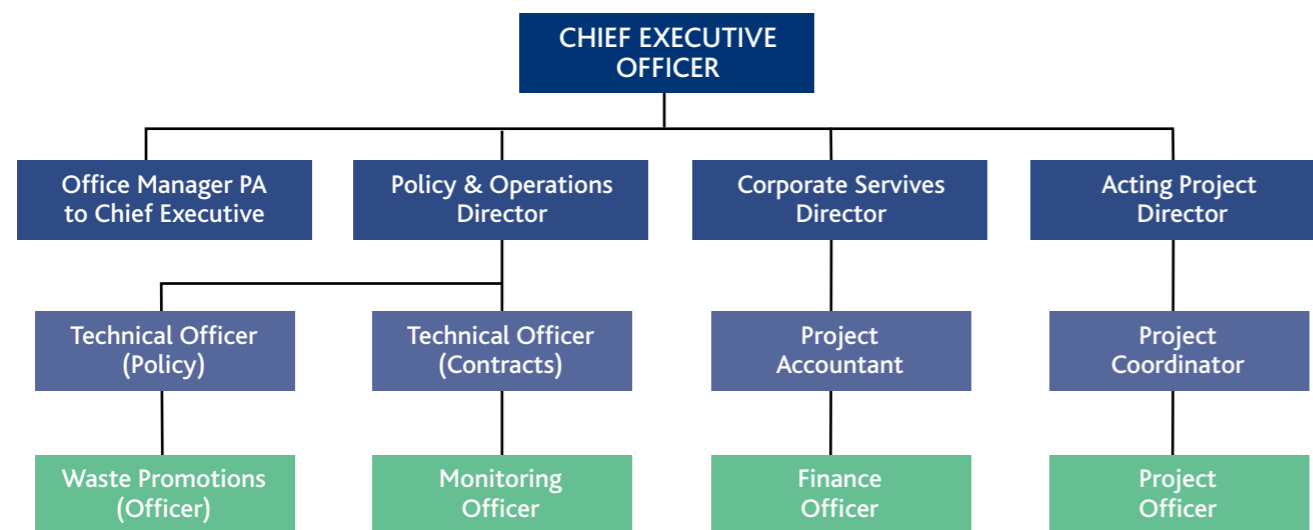 CHIEF EXECUTIVE
OFFICER
Office Manager PA
to Chief Executive
Policy & Operations
Director
Corporate Servives
Director
Acting Project
Director
Technical Officer
(Policy)
Technical Officer
(Contracts)
Project
Accountant
Project
Coordinator
Waste Promotions
(Officer)
Monitoring
Officer
Finance
Officer
Project
Officer